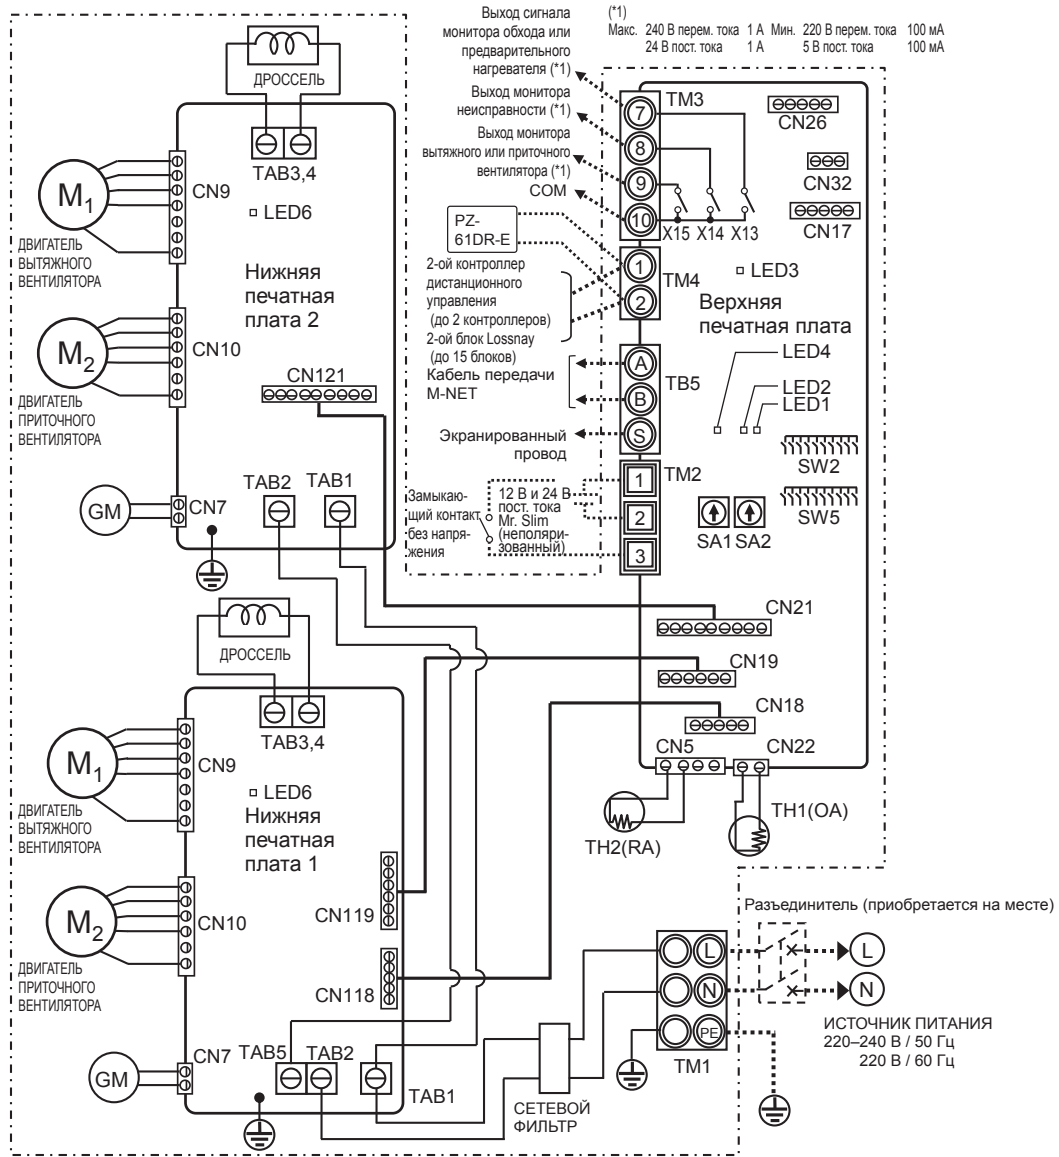 Выход сигнала
монитора обхода или
предварительного
нагревателя (*1)
(*1)
Макс. 240 В перем. тока 1 А Мин. 220 В перем. тока 100 мА
24 В пост. тока 1 А 5 В пост. тока 100 мА
Выход монитора
неисправности (*1)
Выход монитора
вытяжного или приточного
вентилятора (*1)
COM
PZ-
61DR-E
2-ой контроллер
дистанционного
управления
(до 2 контроллеров)
2-ой блок Lossnay
(до 15 блоков)
Кабель передачи
M-NET
Экранированный
провод
Замыкаю-
щий контакт
без напря-
жения
12 В и 24 В
пост. тока
Mr. Slim
(неполяри-
зованный)
TM3
7
8
9
10
X15 X14 X13
TM4
1
2
TB5
A
B
S
TM2
1
2
3
CN26
CN32
CN17
LED3
Верхняя
печатная плата
LED4
LED2
LED1
SW2
SW5
SA1 SA2
CN21
CN19
CN18
CN5
CN22
TH2(RA)
TH1(OA)
ДРОССЕЛЬ
TAB3,4
CN9
M1
ДВИГАТЕЛЬ
ВЫТЯЖНОГО
ВЕНТИЛЯТОРА
LED6
Нижняя
печатная
плата 2
CN10
M2
ДВИГАТЕЛЬ
ПРИТОЧНОГО
ВЕНТИЛЯТОРА
CN121
TAB2 TAB1
GM
CN7
ДРОССЕЛЬ
TAB3,4
CN9
M1
ДВИГАТЕЛЬ
ВЫТЯЖНОГО
ВЕНТИЛЯТОРА
LED6
Нижняя
печатная
плата 1
CN119
CN10
M2
ДВИГАТЕЛЬ
ПРИТОЧНОГО
ВЕНТИЛЯТОРА
CN118
CN7
GM
TAB5 TAB2
TAB1
СЕТЕВОЙ
ФИЛЬТР
L
N
PE
TM1
Разъединитель (приобретается на месте)
L
N
ИСТОЧНИК ПИТАНИЯ
220–240 В / 50 Гц
220 В / 60 Гц